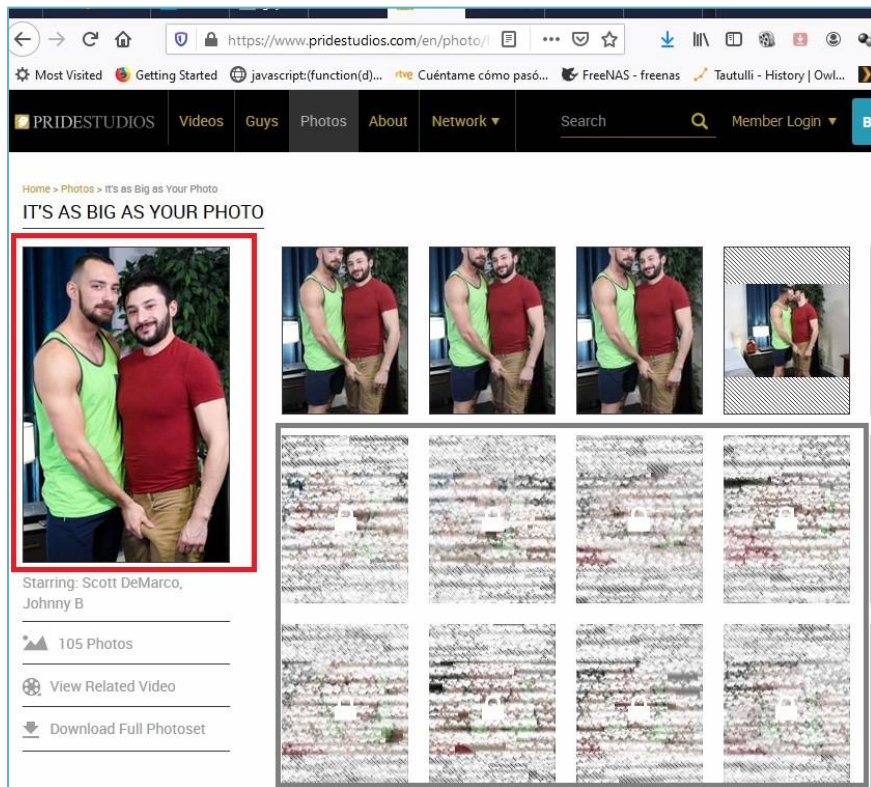 https://www.pridestudios.com/en/photo/
Most Visited Getting Started javascript:(function(d)... rtve Cuéntame cómo pasó... FreeNAS - freenas Tautulli - History | Owl...
PRIDESTUDIOS Videos Guys Photos About Network ▾ Search Member Login ▾ B
Home > Photos > It's as Big as Your Photo
IT'S AS BIG AS YOUR PHOTO
Starring: Scott DeMarco,
Johnny B
105 Photos
View Related Video
Download Full Photoset